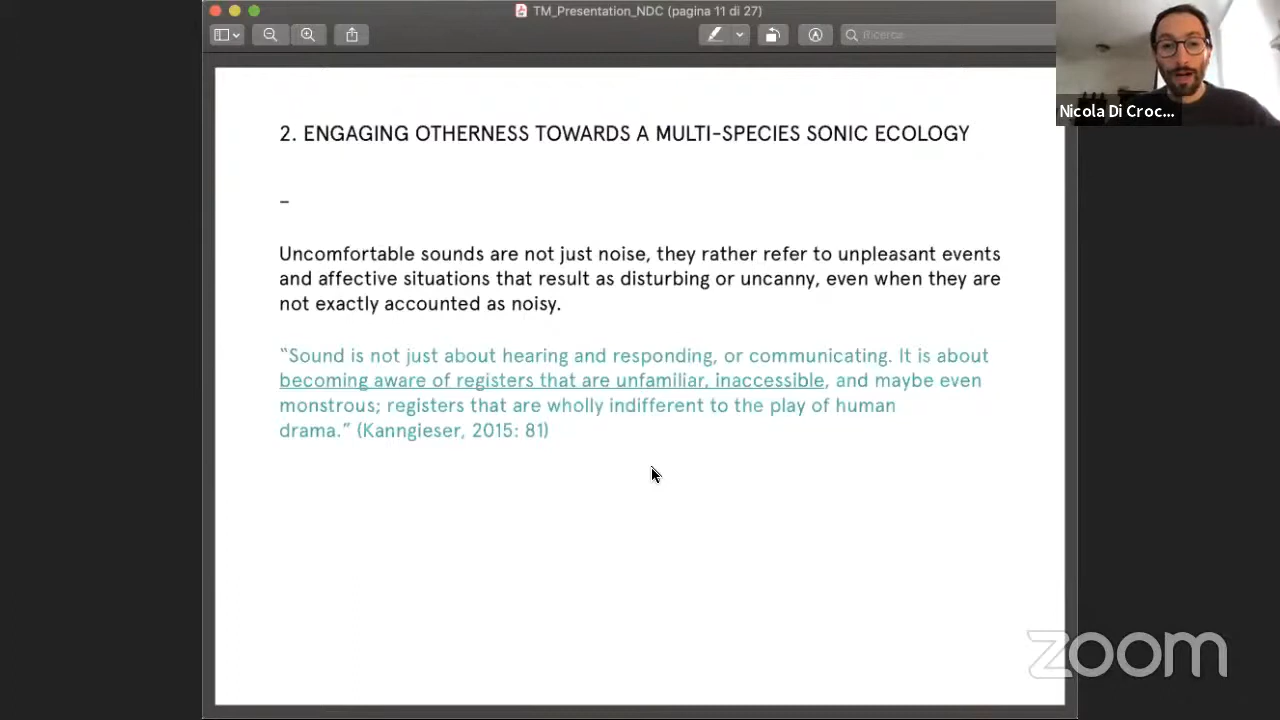 TM_Presentation_NDC (pagina 11 di 27)
Ricerca
Nicola Di Croc...
2. ENGAGING OTHERNESS TOWARDS A MULTI-SPECIES SONIC ECOLOGY
–
Uncomfortable sounds are not just noise, they rather refer to unpleasant events
and affective situations that result as disturbing or uncanny, even when they are
not exactly accounted as noisy.
“Sound is not just about hearing and responding, or communicating. It is about
becoming aware of registers that are unfamiliar, inaccessible, and maybe even
monstrous; registers that are wholly indifferent to the play of human
drama.” (Kanngieser, 2015: 81)
zoom